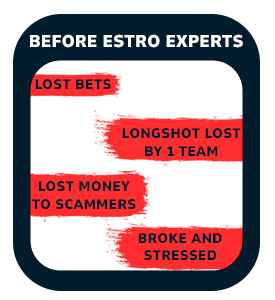 BEFORE ESTRO EXPERTS
LOST BETS
LONGSHOT LOST
BY 1 TEAM
LOST MONEY
TO SCAMMERS
BROKE AND
STRESSED